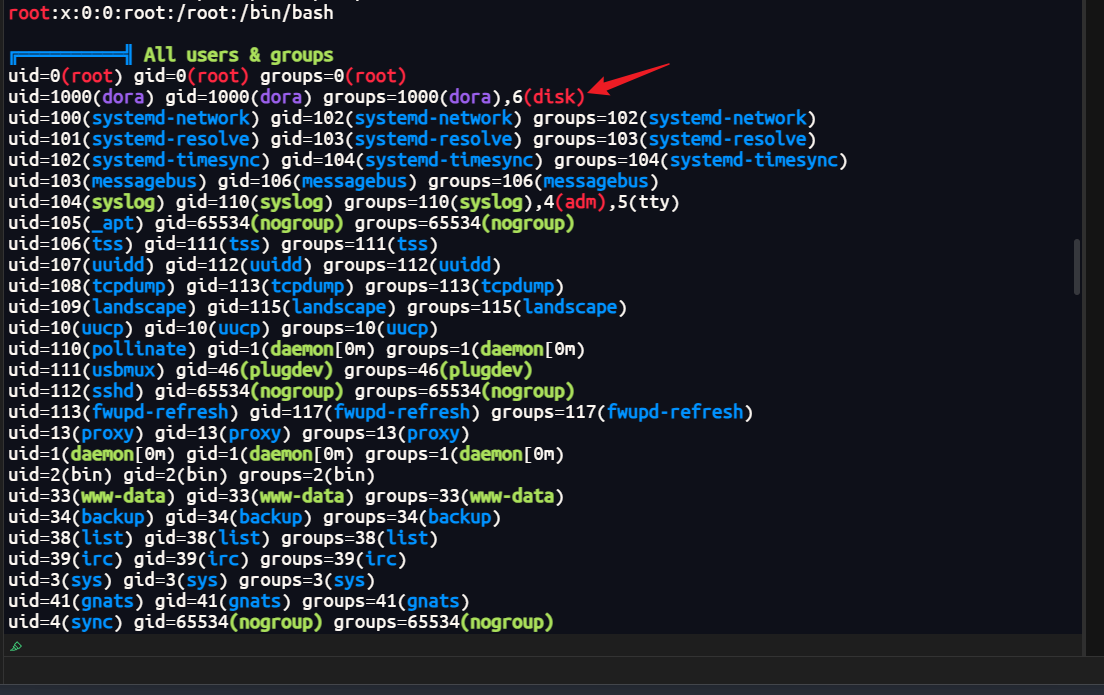 root:x:0:0:root:/root:/bin/bash
╔══════════╣ All users & groups
uid=0(root) gid=0(root) groups=0(root)
uid=1000(dora) gid=1000(dora) groups=1000(dora),6(disk)
uid=100(systemd-network) gid=102(systemd-network) groups=102(systemd-network)
uid=101(systemd-resolve) gid=103(systemd-resolve) groups=103(systemd-resolve)
uid=102(systemd-timesync) gid=104(systemd-timesync) groups=104(systemd-timesync)
uid=103(messagebus) gid=106(messagebus) groups=106(messagebus)
uid=104(syslog) gid=110(syslog) groups=110(syslog),4(adm),5(tty)
uid=105(_apt) gid=65534(nogroup) groups=65534(nogroup)
uid=106(tss) gid=111(tss) groups=111(tss)
uid=107(uuidd) gid=112(uuidd) groups=112(uuidd)
uid=108(tcpdump) gid=113(tcpdump) groups=113(tcpdump)
uid=109(landscape) gid=115(landscape) groups=115(landscape)
uid=10(uucp) gid=10(uucp) groups=10(uucp)
uid=110(pollinate) gid=1(daemon[0m) groups=1(daemon[0m)
uid=111(usbmux) gid=46(plugdev) groups=46(plugdev)
uid=112(sshd) gid=65534(nogroup) groups=65534(nogroup)
uid=113(fwupd-refresh) gid=117(fwupd-refresh) groups=117(fwupd-refresh)
uid=13(proxy) gid=13(proxy) groups=13(proxy)
uid=1(daemon[0m) gid=1(daemon[0m) groups=1(daemon[0m)
uid=2(bin) gid=2(bin) groups=2(bin)
uid=33(www-data) gid=33(www-data) groups=33(www-data)
uid=34(backup) gid=34(backup) groups=34(backup)
uid=38(list) gid=38(list) groups=38(list)
uid=39(irc) gid=39(irc) groups=39(irc)
uid=3(sys) gid=3(sys) groups=3(sys)
uid=41(gnats) gid=41(gnats) groups=41(gnats)
uid=4(sync) gid=65534(nogroup) groups=65534(nogroup)